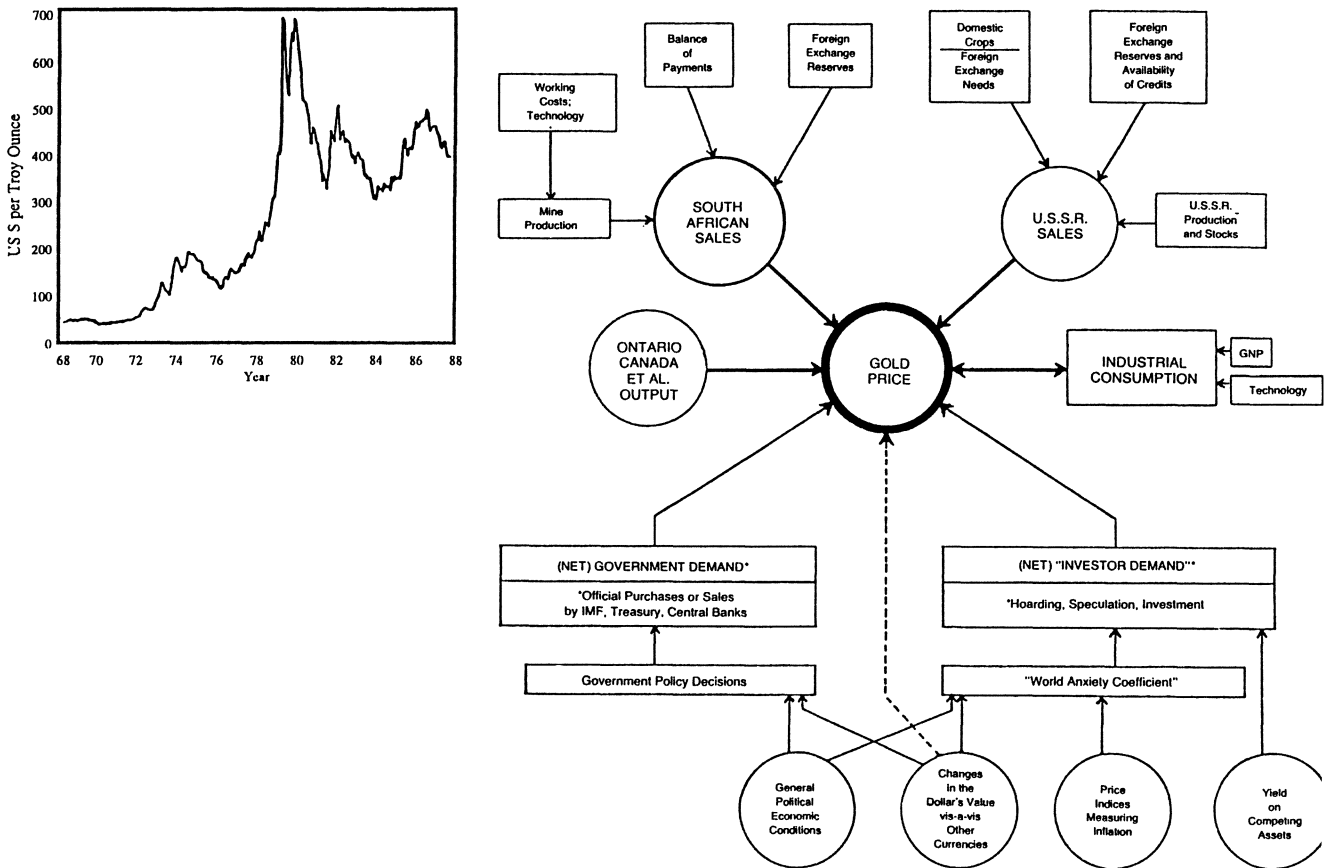 700
600
500
400
300
200
100
0
US $ per Troy Ounce
68 70 72 74 76 78 80 82 84 86 88
Year
Balance
of
Payments
Foreign
Exchange
Reserves
Domestic
Crops
Foreign
Exchange
Needs
Foreign
Exchange
Reserves and
Availability
of Credits
Working
Costs;
Technology
Mine
Production
SOUTH
AFRICAN
SALES
U.S.S.R.
SALES
U.S.S.R.
Production
and Stocks
ONTARIO
CANADA
ET AL.
OUTPUT
GOLD
PRICE
INDUSTRIAL
CONSUMPTION
GNP
Technology
(NET) GOVERNMENT DEMAND*
*Official Purchases or Sales
by IMF, Treasury, Central Banks
Government Policy Decisions
(NET) "INVESTOR DEMAND"*
*Hoarding, Speculation, Investment
"World Anxiety Coefficient"
General
Political
Economic
Conditions
Changes
in the
Dollar's Value
vis-a-vis
Other
Currencies
Price
Indices
Measuring
Inflation
Yield
on
Competing
Assets